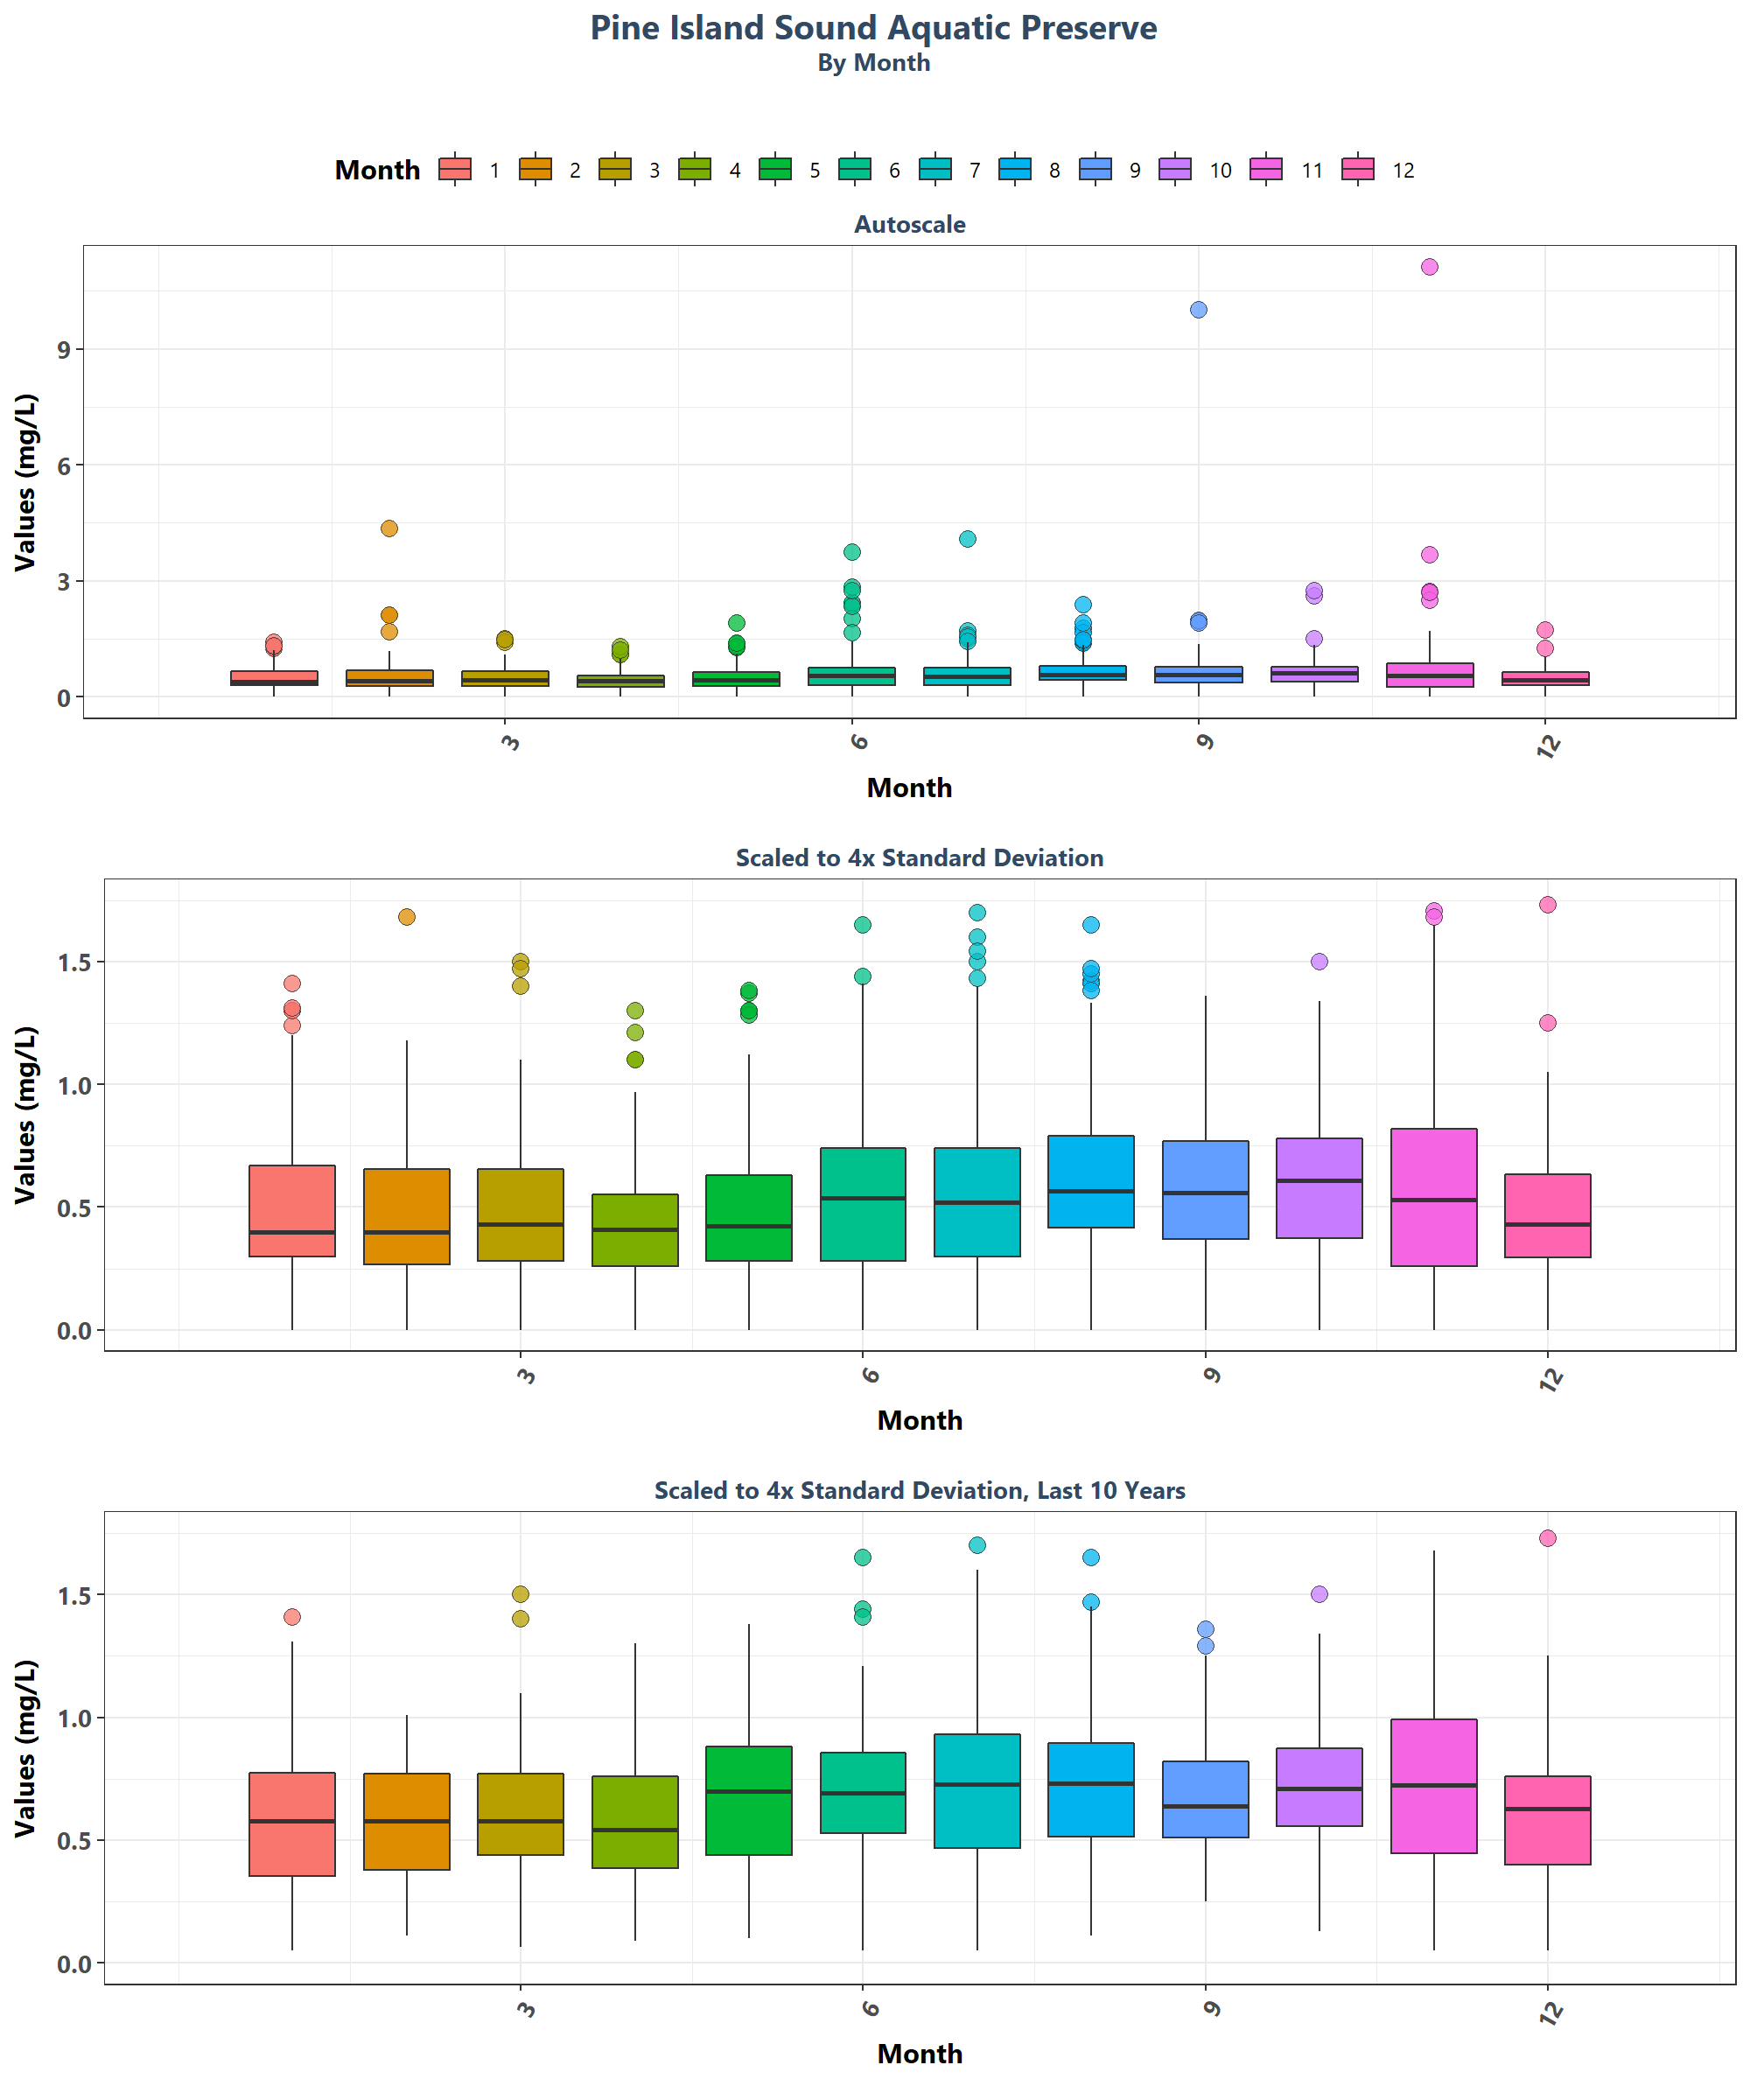 Pine Island Sound Aquatic Preserve
By Month
Month 1 2 3 4 5 6 7 8 9 10 11 12
Autoscale
Values (mg/L)
9
6
3
0
3 6 9 12
Month
Scaled to 4x Standard Deviation
Values (mg/L)
1.5
1.0
0.5
0.0
3 6 9 12
Month
Scaled to 4x Standard Deviation, Last 10 Years
Values (mg/L)
1.5
1.0
0.5
0.0
3 6 9 12
Month